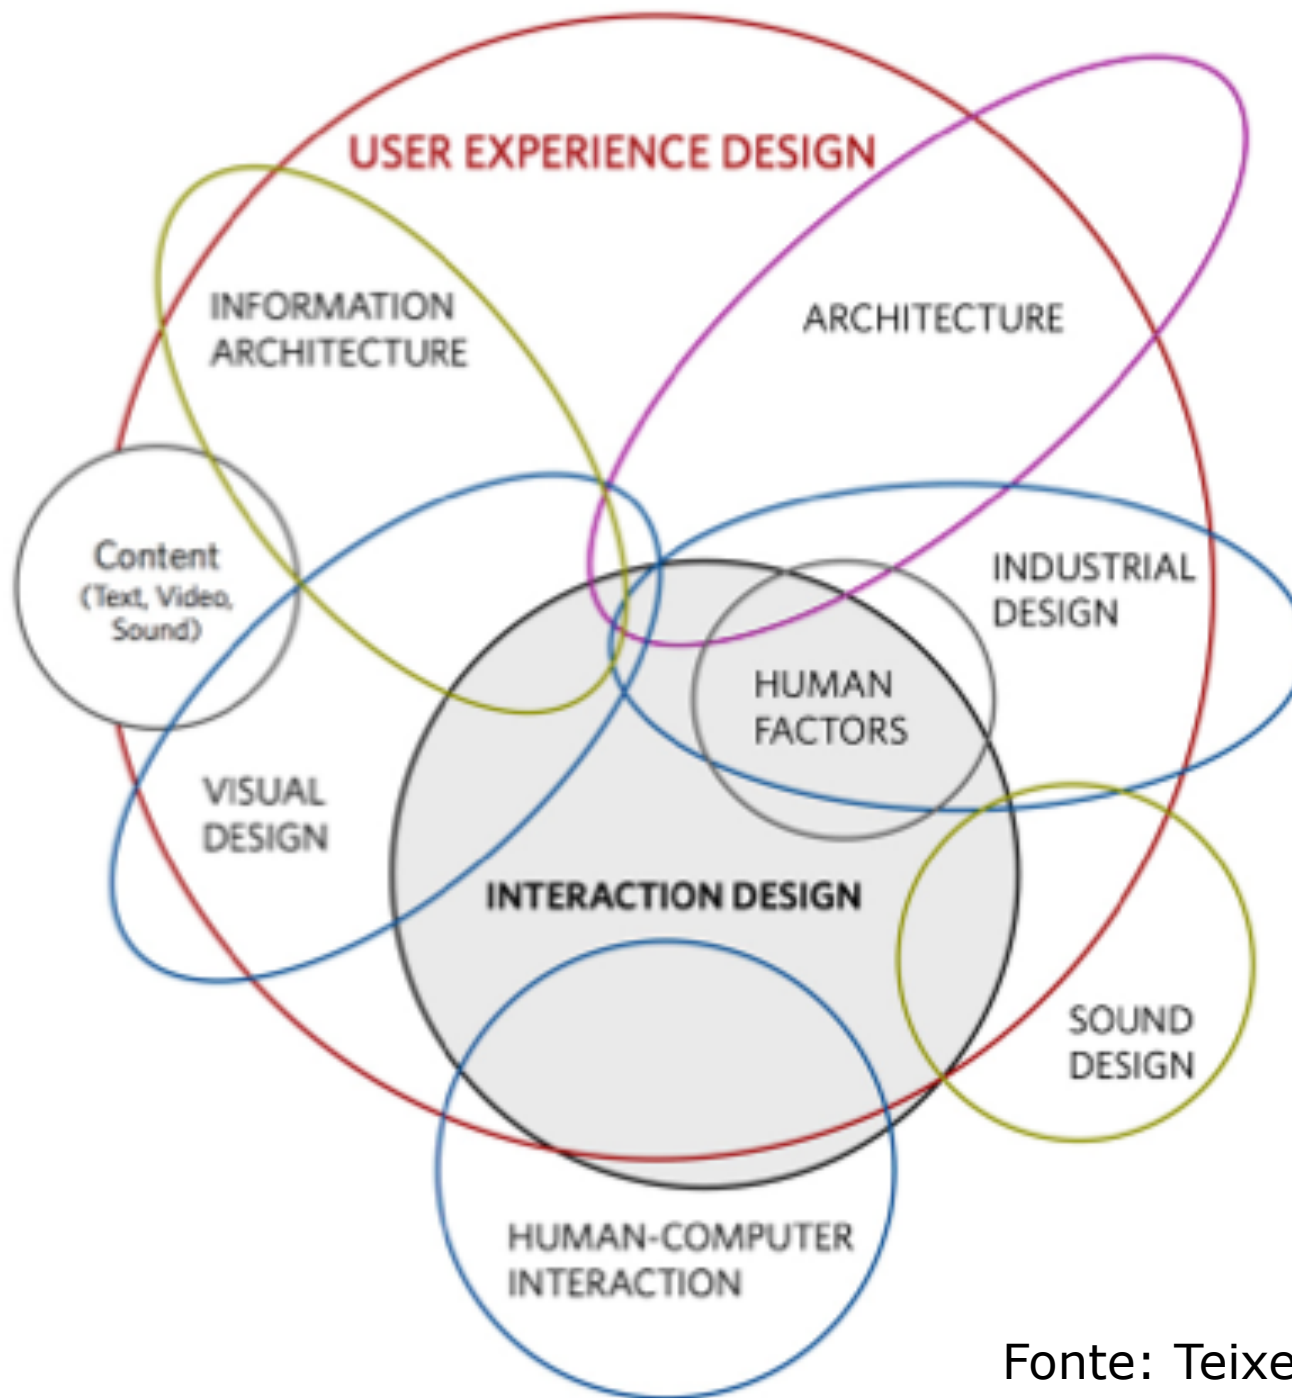 USER EXPERIENCE DESIGN
INFORMATION
ARCHITECTURE
ARCHITECTURE
Content
(Text, Video,
Sound)
INDUSTRIAL
DESIGN
HUMAN
FACTORS
VISUAL
DESIGN
INTERACTION DESIGN
SOUND
DESIGN
HUMAN-COMPUTER
INTERACTION
Fonte: Teixe